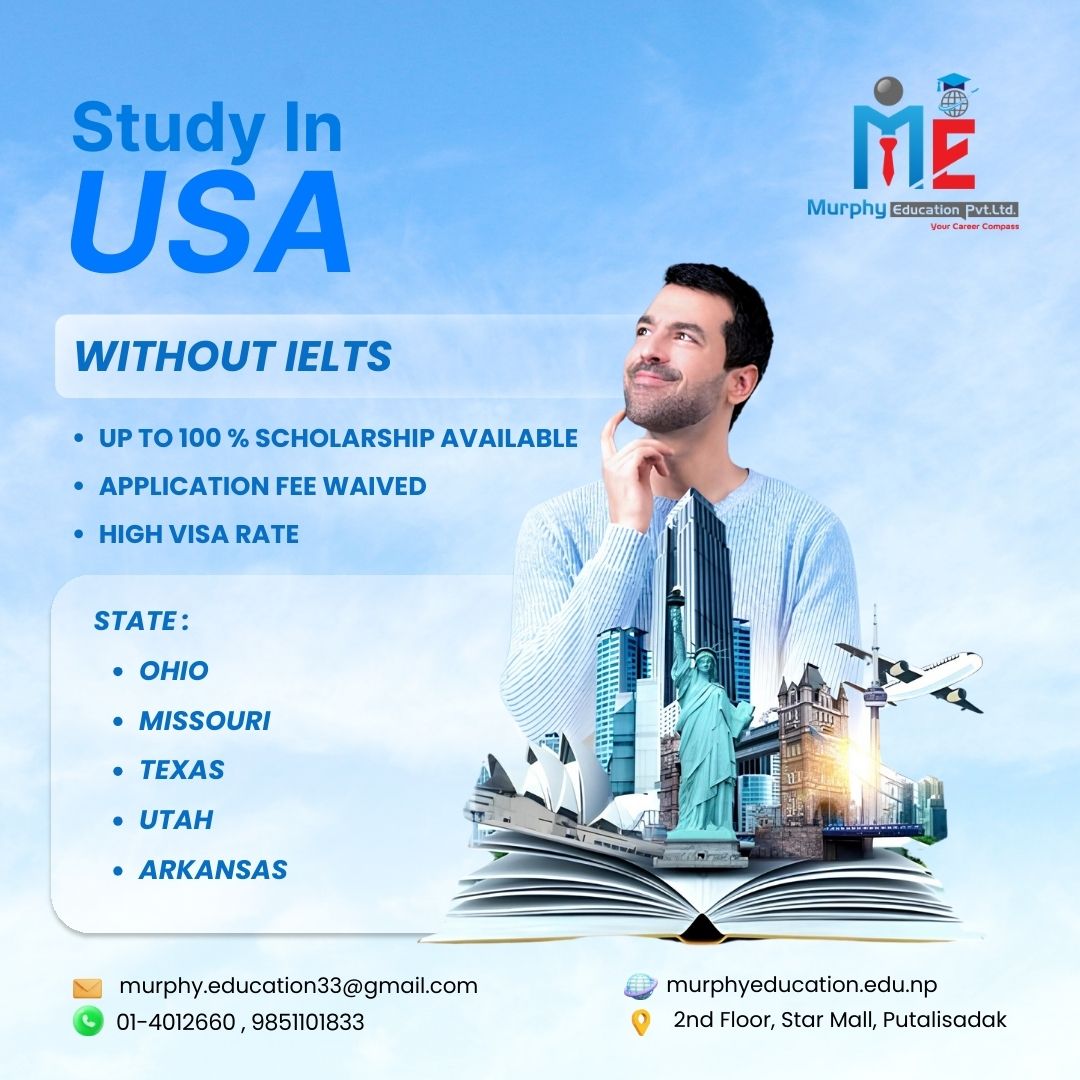 Study In
USA
ME
Murphy Education Pvt.Ltd.
Your Career Compass
WITHOUT IELTS
• UP TO 100 % SCHOLARSHIP AVAILABLE
• APPLICATION FEE WAIVED
• HIGH VISA RATE
STATE :
• OHIO
• MISSOURI
• TEXAS
• UTAH
• ARKANSAS
murphy.education33@gmail.com
01-4012660 , 9851101833
murphyeducation.edu.np
2nd Floor, Star Mall, Putalisadak